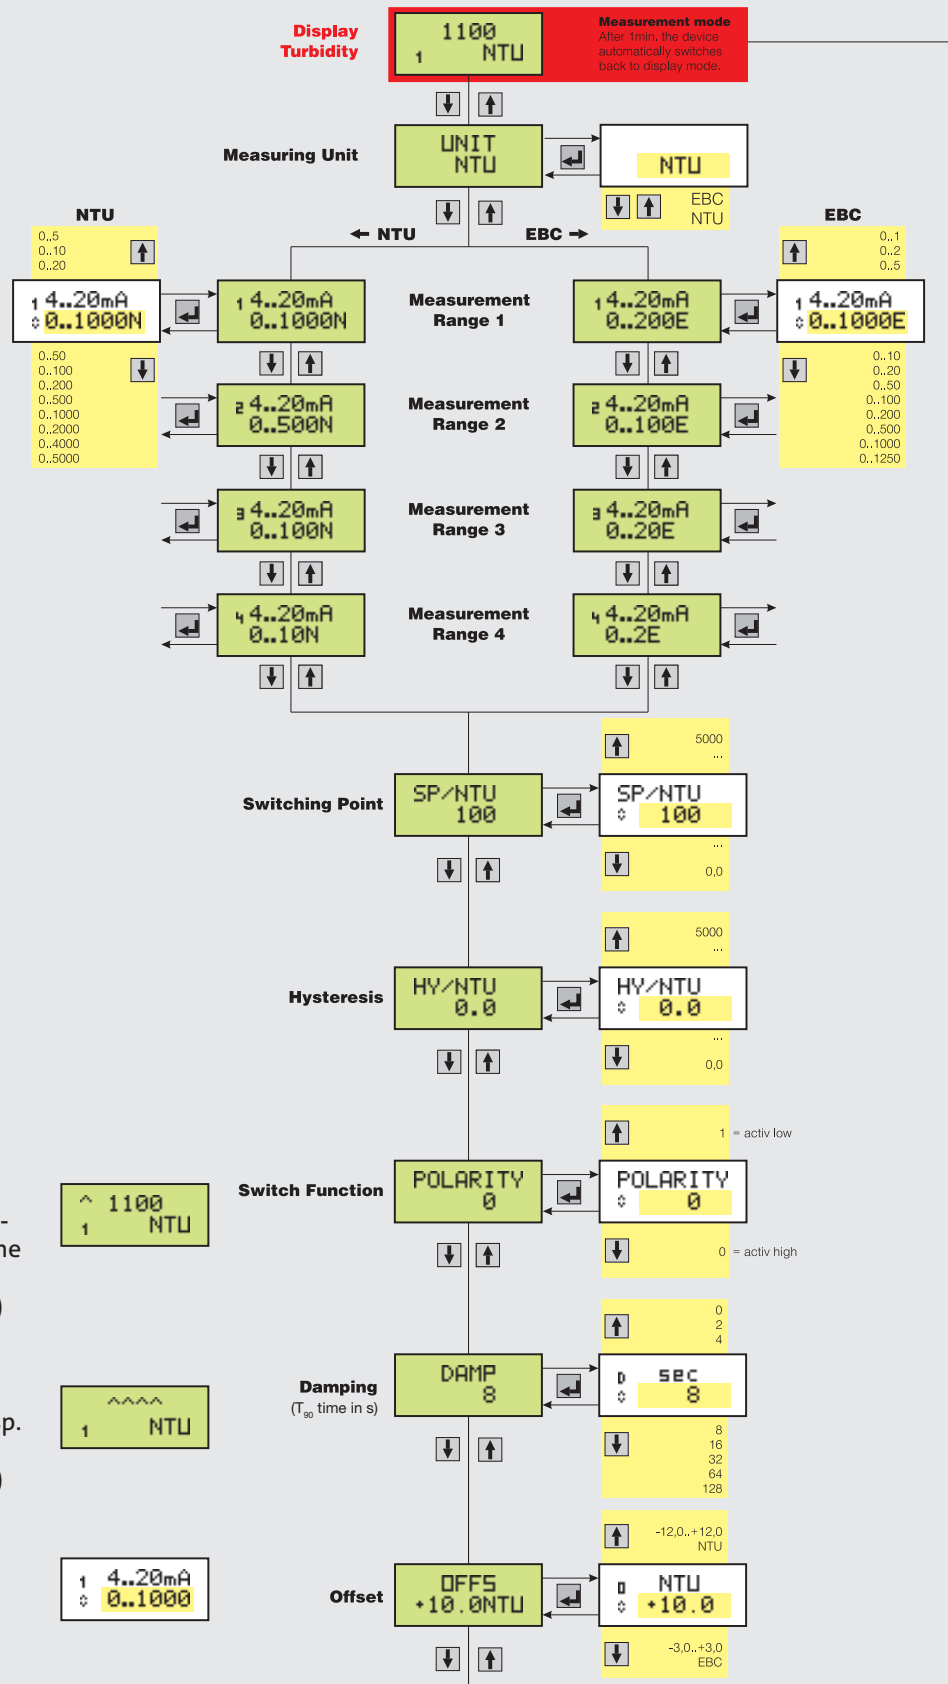 Display
Turbidity
1100
1 NTU
Measurement mode
After 1min. the device
automatically switches
back to display mode.
Measuring Unit
UNIT
NTU
NTU
EBC
NTU
NTU
← NTU
EBC →
EBC
0..5
0..10
0..20
1 4..20mA
0..1000N
0..50
0..100
0..200
0..500
0..1000
0..2000
0..4000
0..5000
1 4..20mA
0..1000N
Measurement
Range 1
1 4..20mA
0..200E
0..1
0..2
0..5
1 4..20mA
0..1000E
0..10
0..20
0..50
0..100
0..200
0..500
0..1000
0..1250
2 4..20mA
0..500N
Measurement
Range 2
2 4..20mA
0..100E
3 4..20mA
0..100N
Measurement
Range 3
3 4..20mA
0..20E
4 4..20mA
0..10N
Measurement
Range 4
4 4..20mA
0..2E
Switching Point
SP/NTU
100
5000
...
SP/NTU
100
...
0,0
Hysteresis
HY/NTU
0.0
5000
...
HY/NTU
0.0
...
0,0
Switch Function
POLARITY
0
1 = activ low
POLARITY
0
0 = activ high
^ 1100
1 NTU
-
ne
)
Damping
(T90 time in s)
DAMP
8
0
2
4
D sec
8
8
16
32
64
128
^^^^
1 NTU
p.
)
Offset
OFFS
+10.0NTU
-12,0..+12,0
NTU
O NTU
+10.0
-3,0..+3,0
EBC
1 4..20mA
0..1000